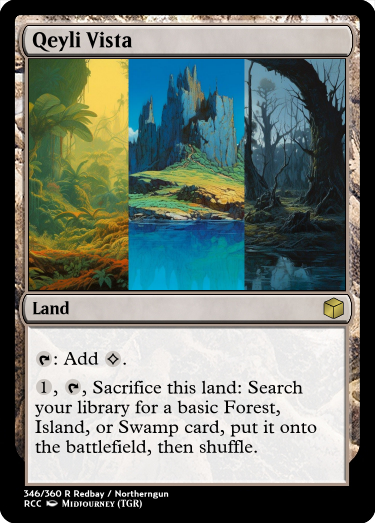 Qeyli Vista
Land
: Add .
1, , Sacrifice this land: Search
your library for a basic Forest,
Island, or Swamp card, put it onto
the battlefield, then shuffle.
346/360 R Redbay / Northerngun
RCC Midjourney (TGR)